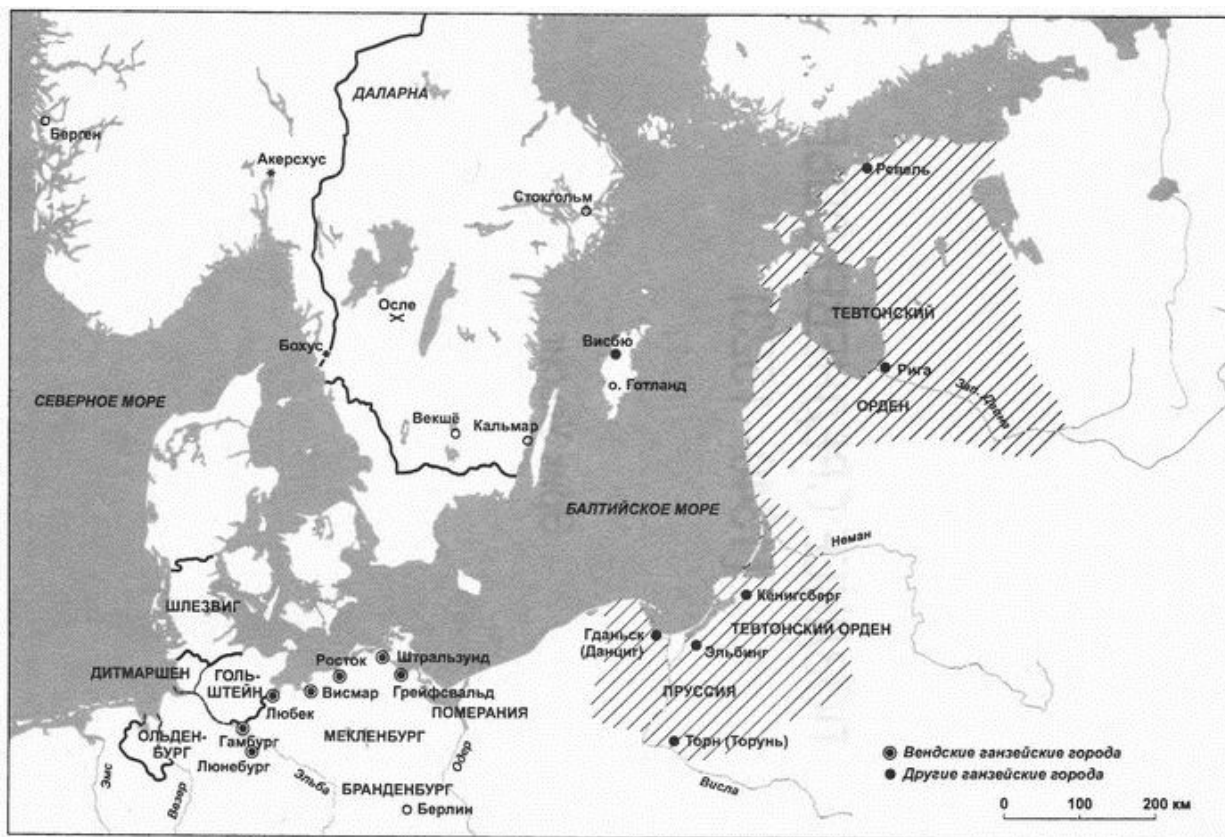 ДАЛАРНА
Берген
Акерсхус
Ревель
Стокгольм
Осле
ТЕВТОНСКИЙ
Бохус
Висбю
Рига
о. Готланд
Зап. Двина
СЕВЕРНОЕ МОРЕ
ОРДЕН
Векшё
Кальмар
БАЛТИЙСКОЕ МОРЕ
Неман
Кёнигсберг
ШЛЕЗВИГ
ТЕВТОНСКИЙ ОРДЕН
Гданьск
(Данциг)
Эльбинг
Росток
Штральзунд
ДИТМАРШЕН
ГОЛЬ-
ШТЕЙН
Висмар
Грейфсвальд
ПРУССИЯ
Любек
ПОМЕРАНИЯ
ОЛЬДЕН-
БУРГ
Гамбург
МЕКЛЕНБУРГ
Торн (Торунь)
Люнебург
Вендские ганзейские города
Эмс
Везер
Эльба
Одер
Висла
Другие ганзейские города
БРАНДЕНБУРГ
Берлин
0 100 200 км